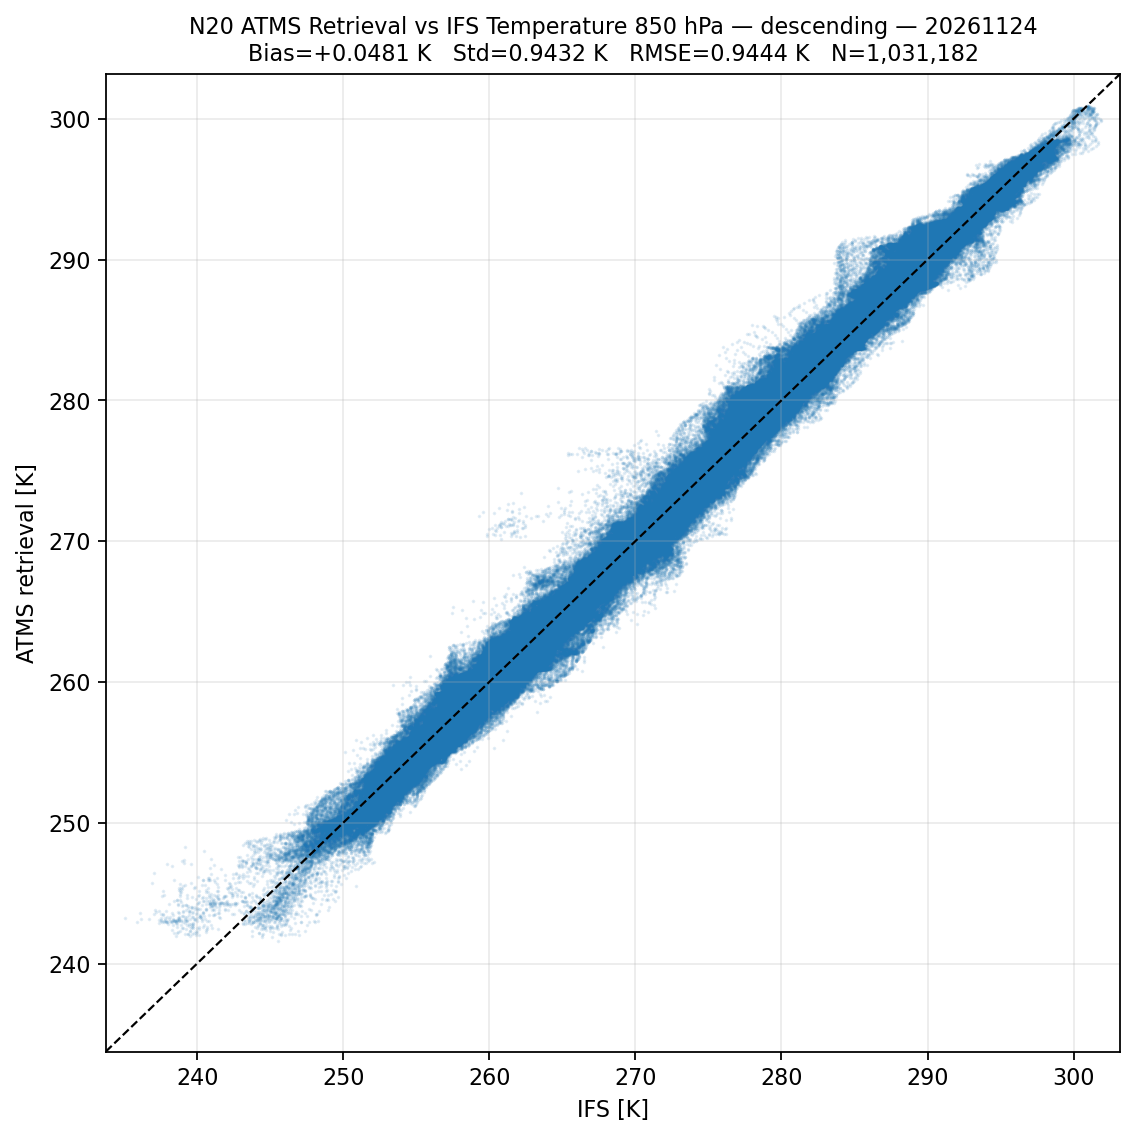 N20 ATMS Retrieval vs IFS Temperature 850 hPa — descending — 20261124
Bias=+0.0481 K   Std=0.9432 K   RMSE=0.9444 K   N=1,031,182
300
290
280
270
260
250
240
ATMS retrieval [K]
240 250 260 270 280 290 300
IFS [K]